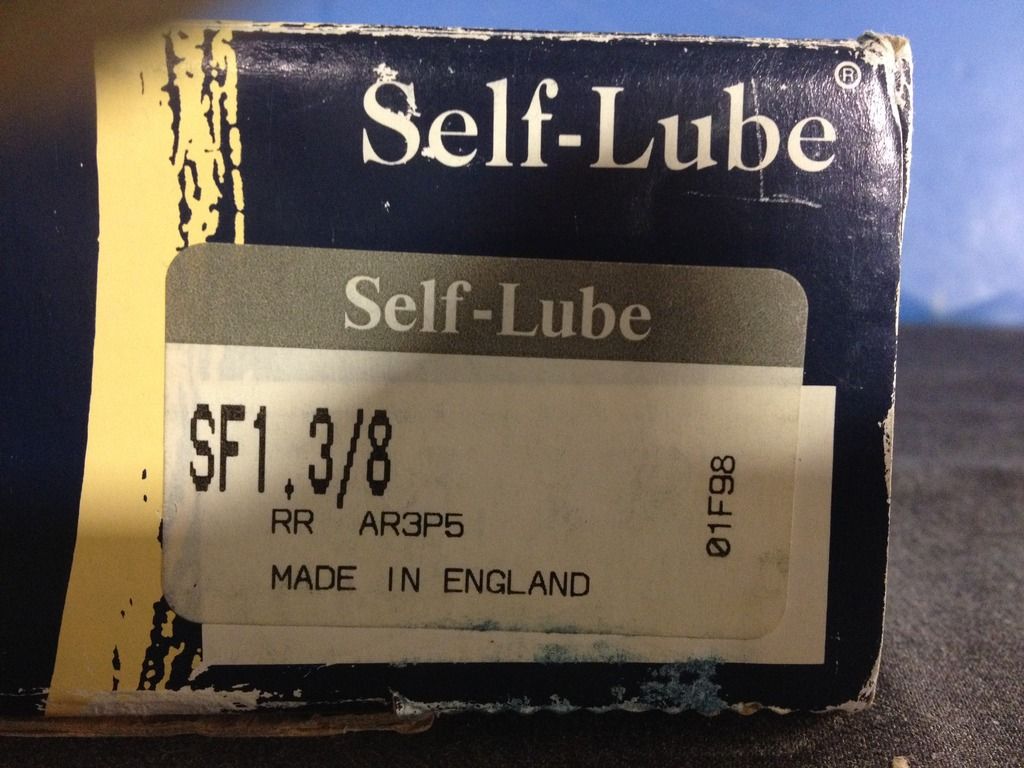 Self-Lube®
Self-Lube
SF1.3/8
RR AR3P5
MADE IN ENGLAND
01F98